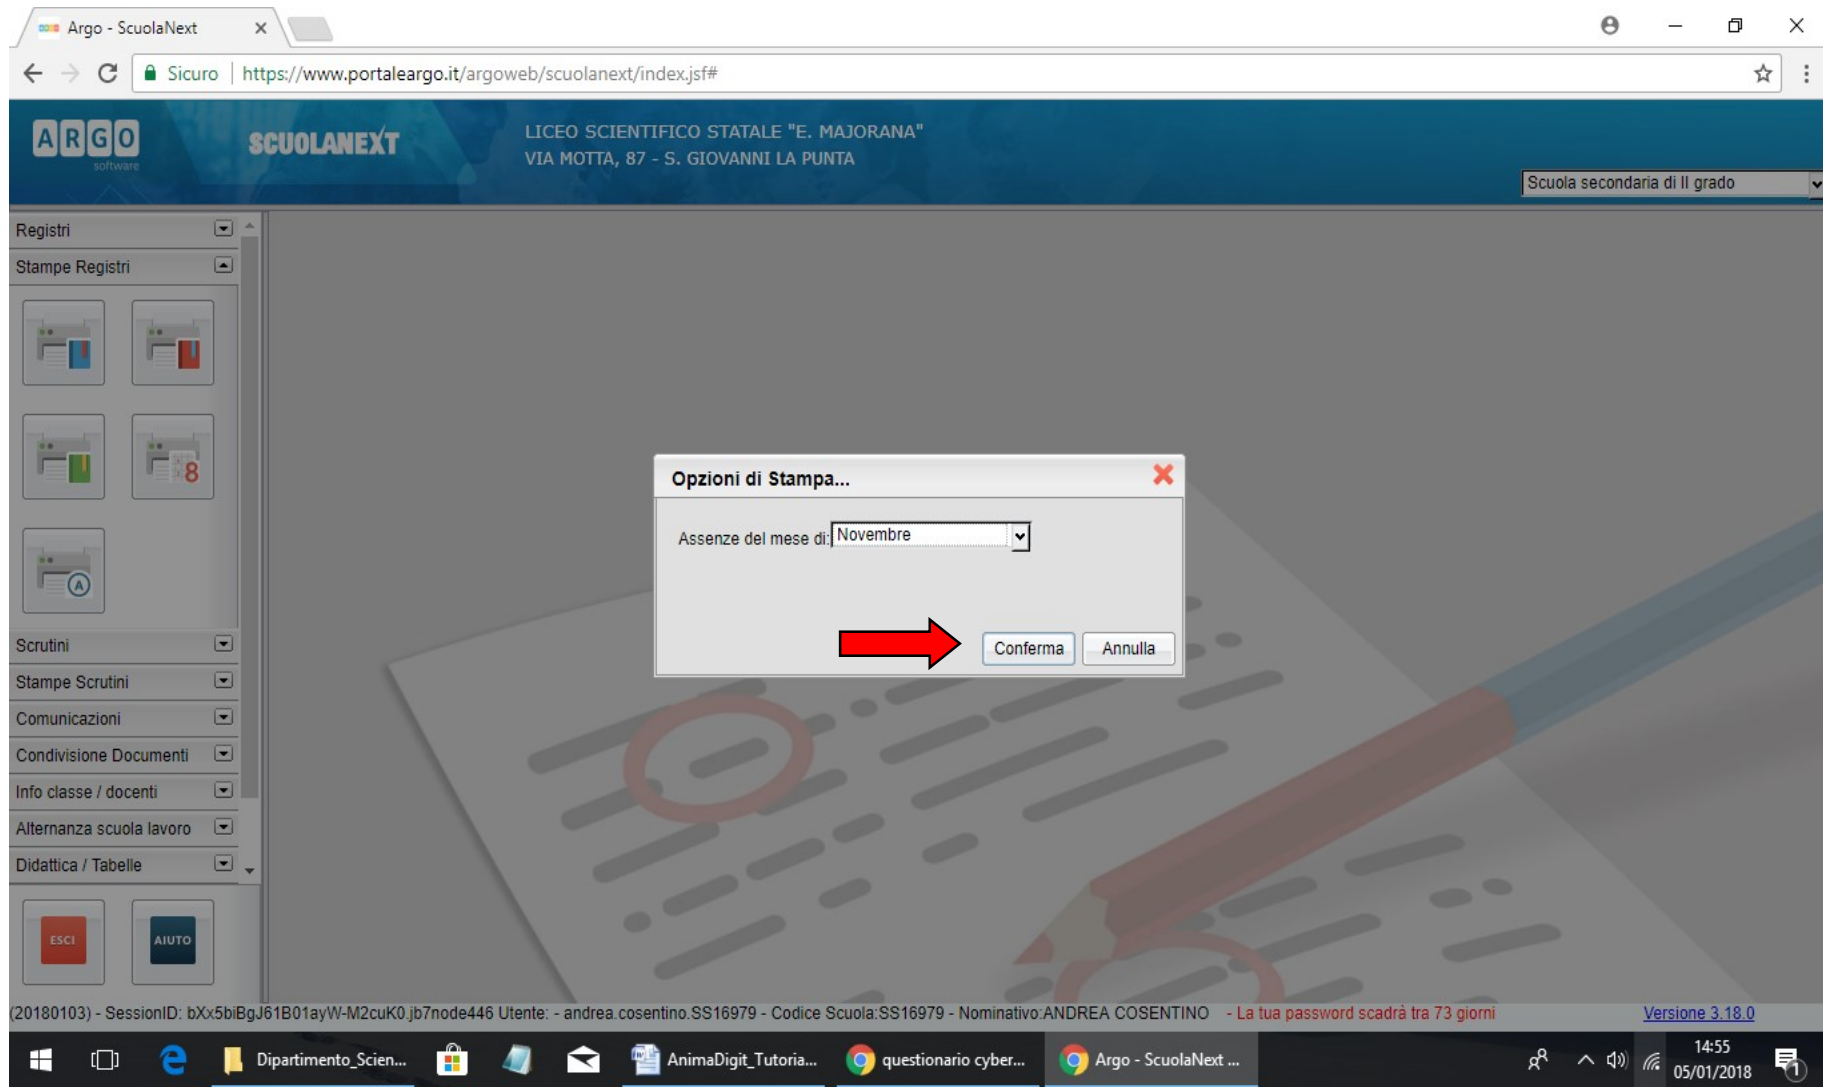 Argo - ScuolaNext
Sicuro | https://www.portaleargo.it/argoweb/scuolanext/index.jsf#
ARGO
software
SCUOLANEXT
LICEO SCIENTIFICO STATALE "E. MAJORANA"
VIA MOTTA, 87 - S. GIOVANNI LA PUNTA
Scuola secondaria di II grado
Registri
Stampe Registri
8
A
Scrutini
Stampe Scrutini
Comunicazioni
Condivisione Documenti
Info classe / docenti
Alternanza scuola lavoro
Didattica / Tabelle
ESCI
AIUTO
Opzioni di Stampa...
Assenze del mese di: Novembre
Conferma
Annulla
(20180103) - SessionID: bXx5biBgJ61B01ayW-M2cuK0.jb7node446 Utente: - andrea.cosentino.SS16979 - Codice Scuola:SS16979 - Nominativo:ANDREA COSENTINO - La tua password scadrà tra 73 giorni
Versione 3.18.0
Dipartimento_Scien...
AnimaDigit_Tutoria...
questionario cyber...
Argo - ScuolaNext ...
14:55
05/01/2018
1